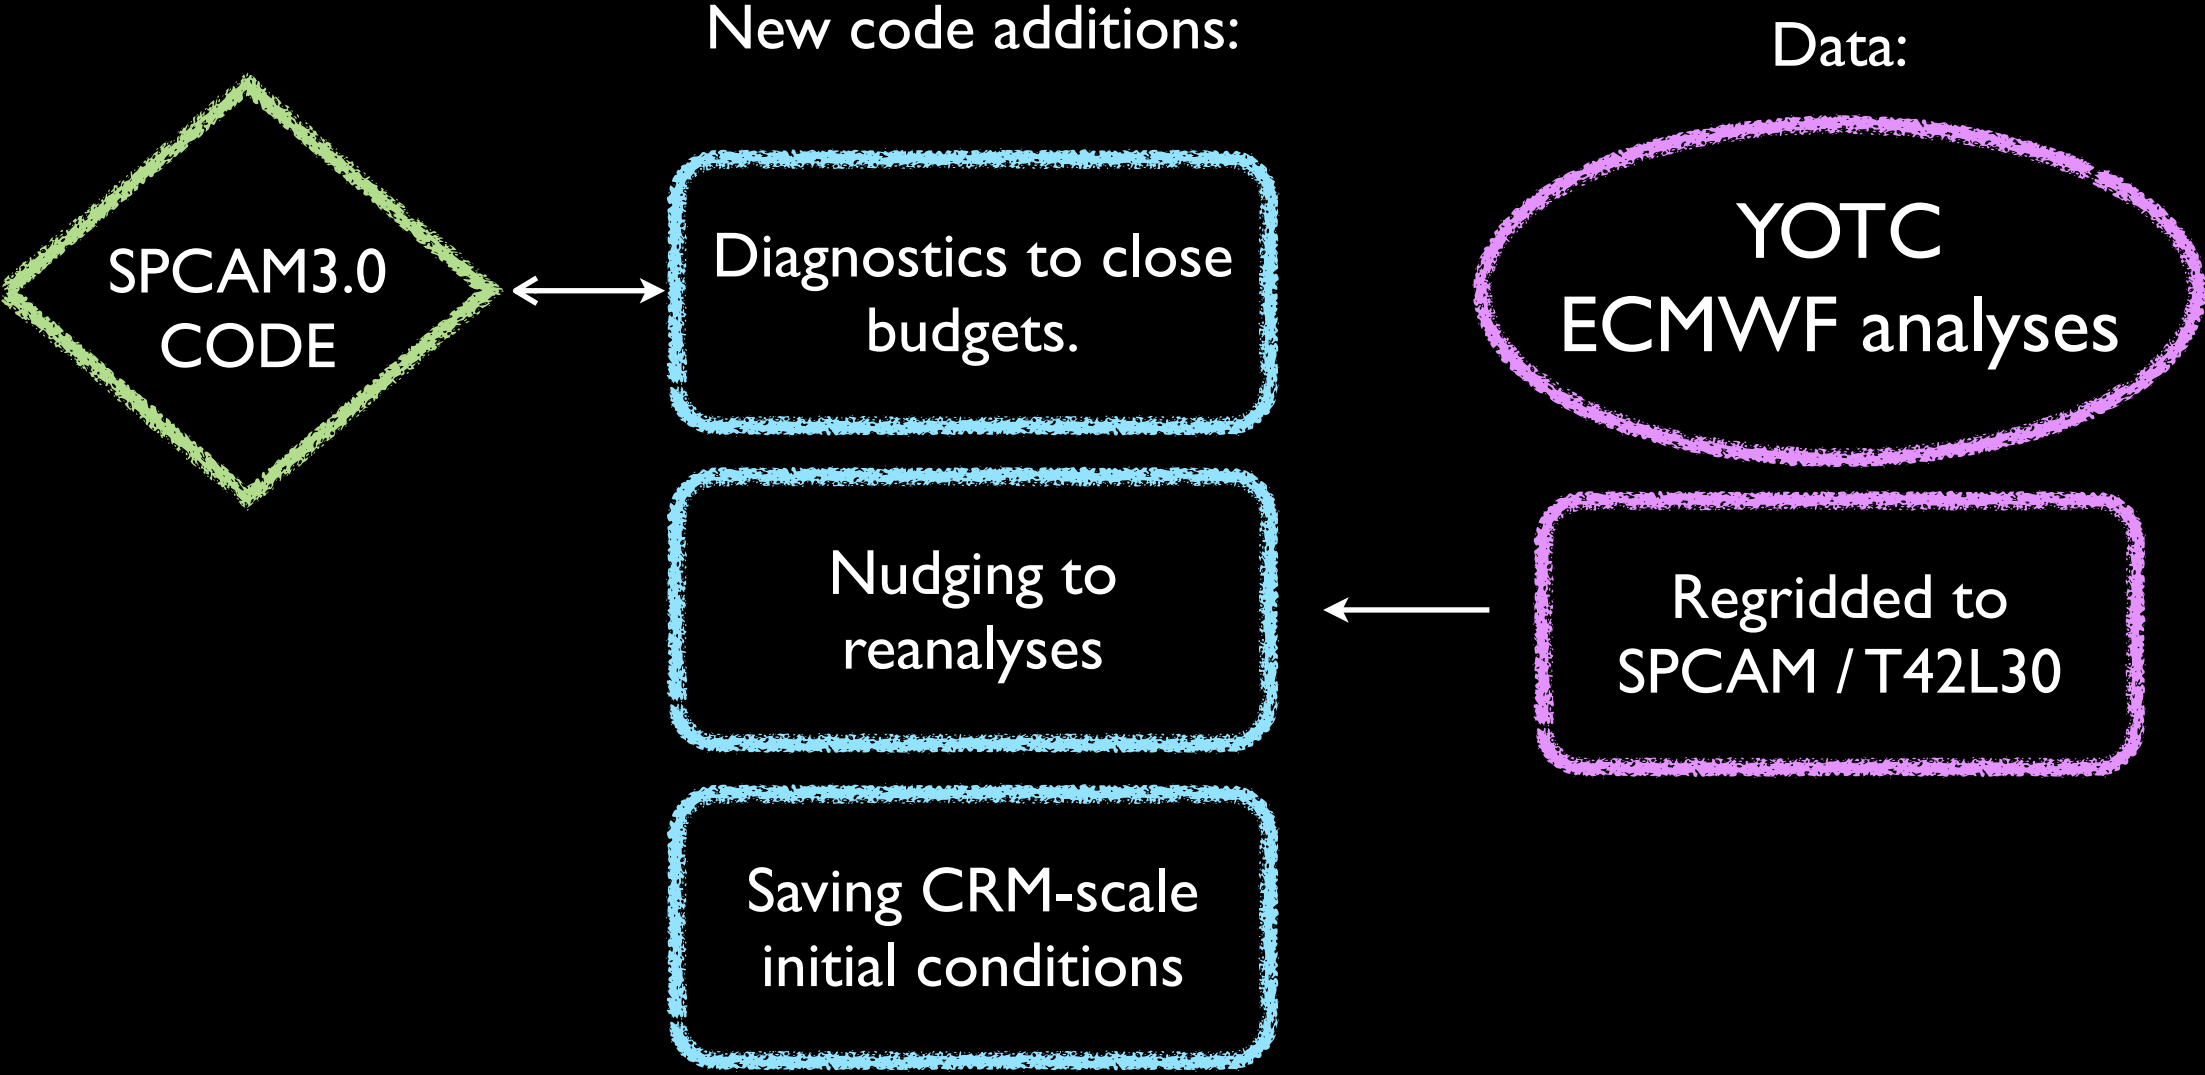 New code additions:
Data:
SPCAM3.0
CODE
Diagnostics to close
budgets.
YOTC
ECMWF analyses
Nudging to
reanalyses
Regridded to
SPCAM / T42L30
Saving CRM-scale
initial conditions